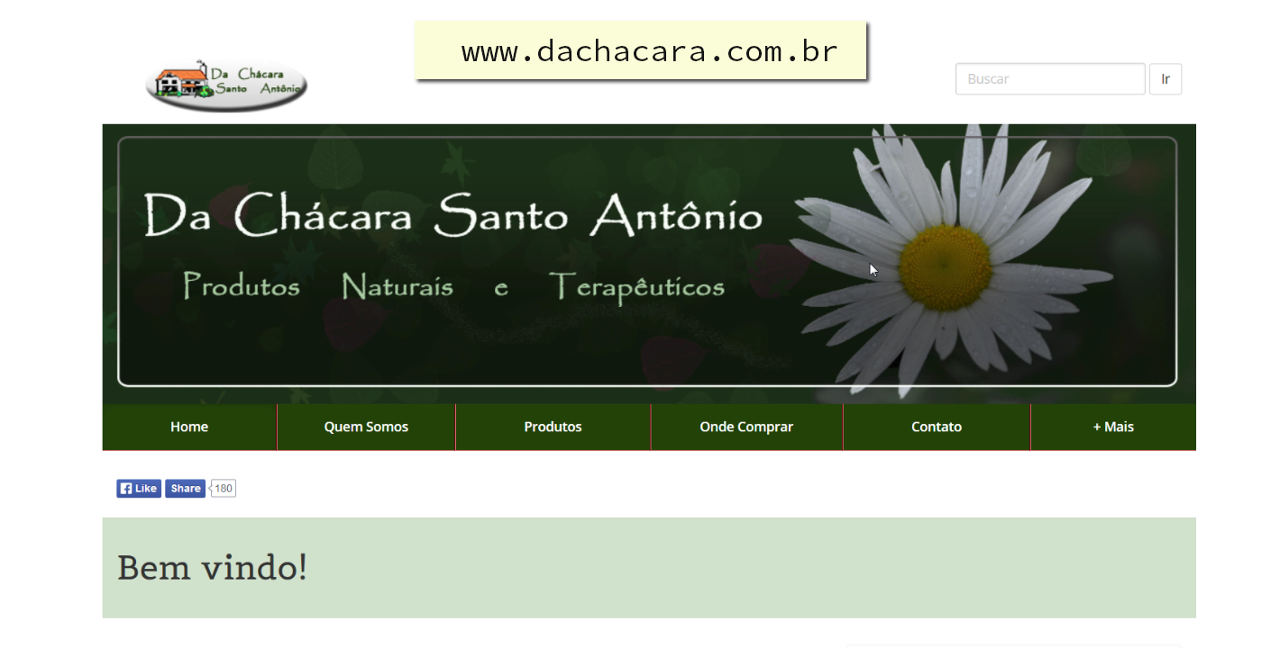 www.dachacara.com.br
Da Chácara
Santo Antônio
Buscar
Ir
Da Chácara Santo Antônio
Produtos Naturais e Terapêuticos
Home
Quem Somos
Produtos
Onde Comprar
Contato
+ Mais
Like
Share
180
Bem vindo!